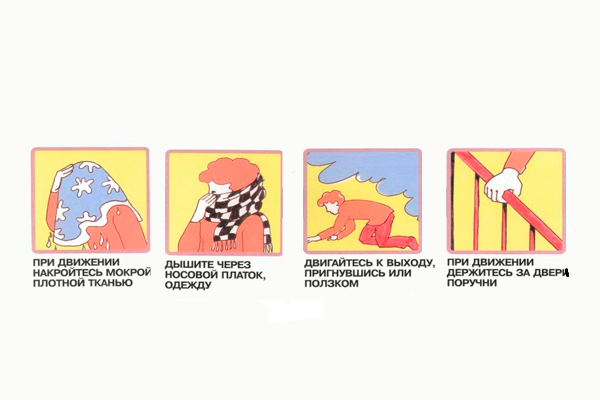 ПРИ ДВИЖЕНИИ
НАКРОЙТЕСЬ МОКРОЙ
ПЛОТНОЙ ТКАНЬЮ
ДЫШИТЕ ЧЕРЕЗ
НОСОВОЙ ПЛАТОК,
ОДЕЖДУ
ДВИГАЙТЕСЬ К ВЫХОДУ,
ПРИГНУВШИСЬ ИЛИ
ПОЛЗКОМ
ПРИ ДВИЖЕНИИ
ДЕРЖИТЕСЬ ЗА ДВЕРИ
ПОРУЧНИ